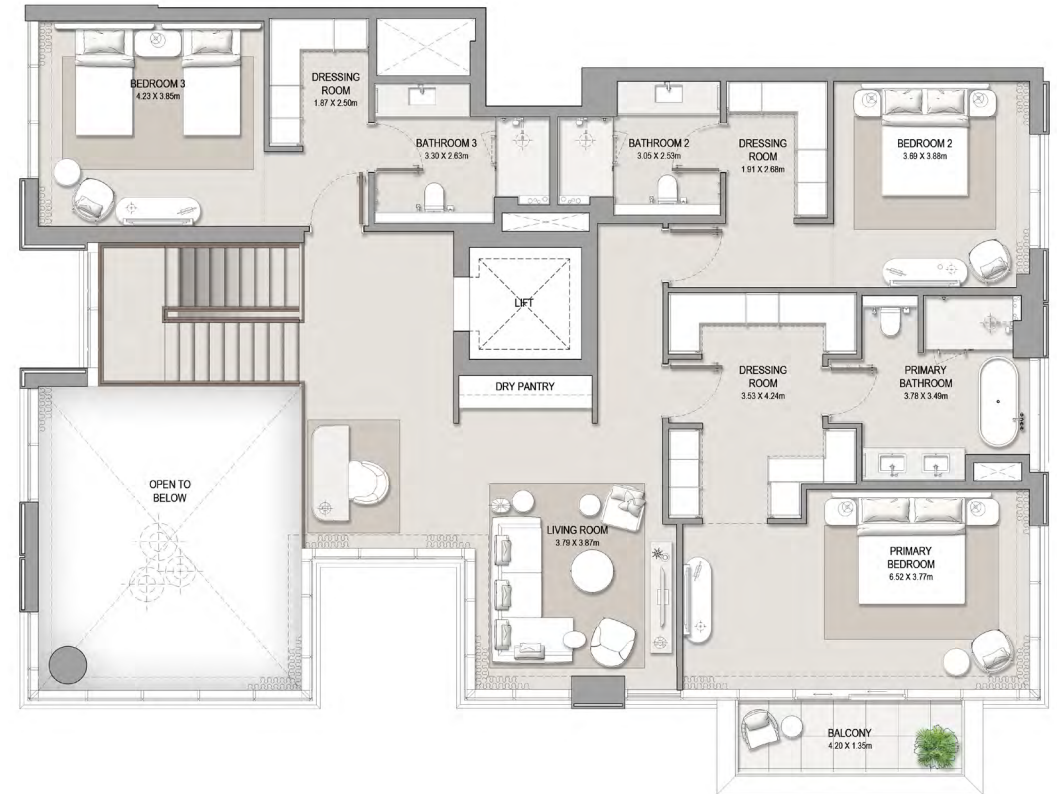 BEDROOM 3
4.23 X 3.85m
DRESSING
ROOM
1.87 X 2.50m
BATHROOM 3
3.30 X 2.63m
BATHROOM 2
3.05 X 2.53m
DRESSING
ROOM
1.91 X 2.68m
BEDROOM 2
3.69 X 3.88m
LIFT
DRY PANTRY
DRESSING
ROOM
3.53 X 4.24m
PRIMARY
BATHROOM
3.78 X 3.49m
OPEN TO
BELOW
LIVING ROOM
3.79 X 3.87m
PRIMARY
BEDROOM
6.52 X 3.77m
BALCONY
4.20 X 1.35m